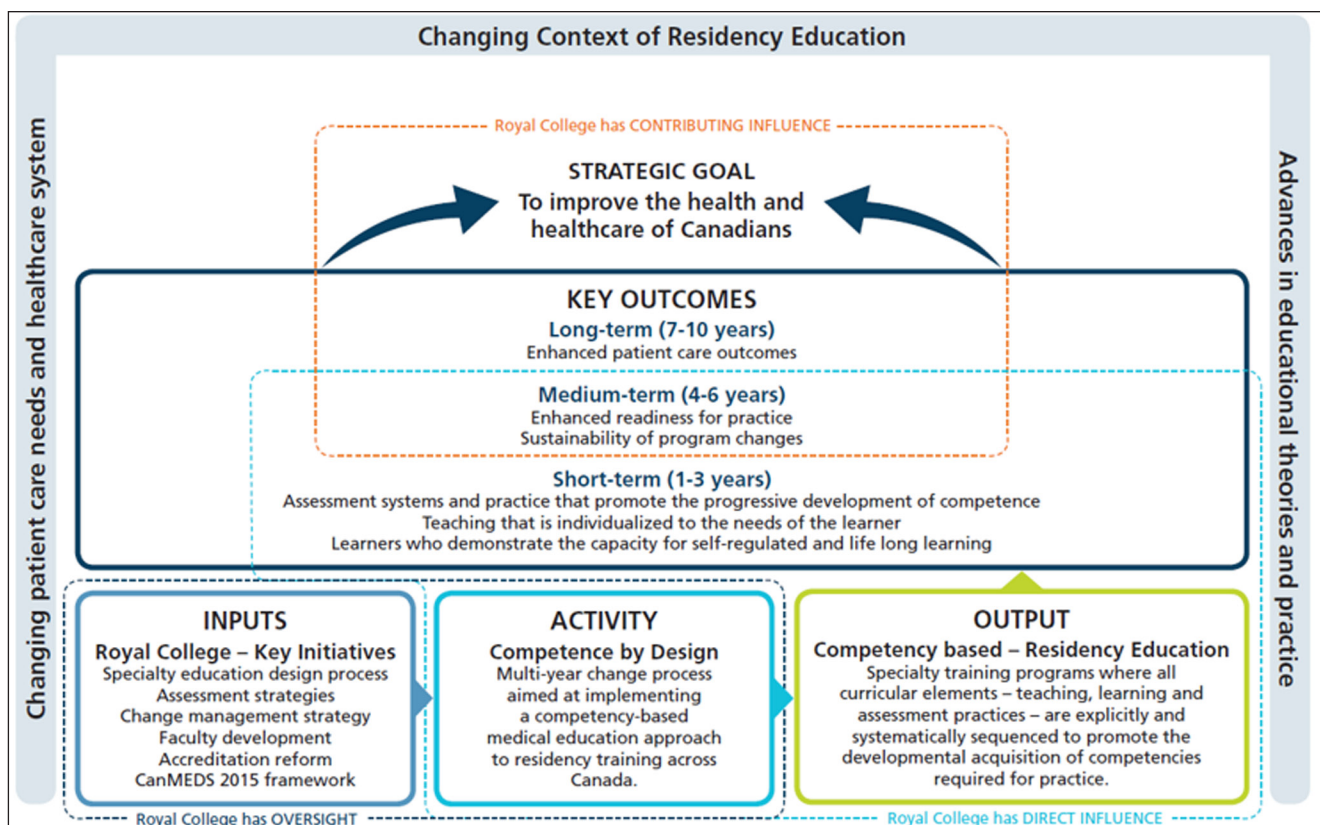 Changing Context of Residency Education
Changing patient care needs and healthcare system
Advances in educational theories and practice
Royal College has CONTRIBUTING INFLUENCE
STRATEGIC GOAL
To improve the health and
healthcare of Canadians
KEY OUTCOMES
Long-term (7-10 years)
Enhanced patient care outcomes
Medium-term (4-6 years)
Enhanced readiness for practice
Sustainability of program changes
Short-term (1-3 years)
Assessment systems and practice that promote the progressive development of competence
Teaching that is individualized to the needs of the learner
Learners who demonstrate the capacity for self-regulated and life long learning
INPUTS
Royal College – Key Initiatives
Specialty education design process
Assessment strategies
Change management strategy
Faculty development
Accreditation reform
CanMEDS 2015 framework
ACTIVITY
Competence by Design
Multi-year change process
aimed at implementing
a competency-based
medical education approach
to residency training across
Canada.
OUTPUT
Competency based – Residency Education
Specialty training programs where all
curricular elements – teaching, learning and
assessment practices – are explicitly and
systematically sequenced to promote the
developmental acquisition of competencies
required for practice.
Royal College has OVERSIGHT
Royal College has DIRECT INFLUENCE